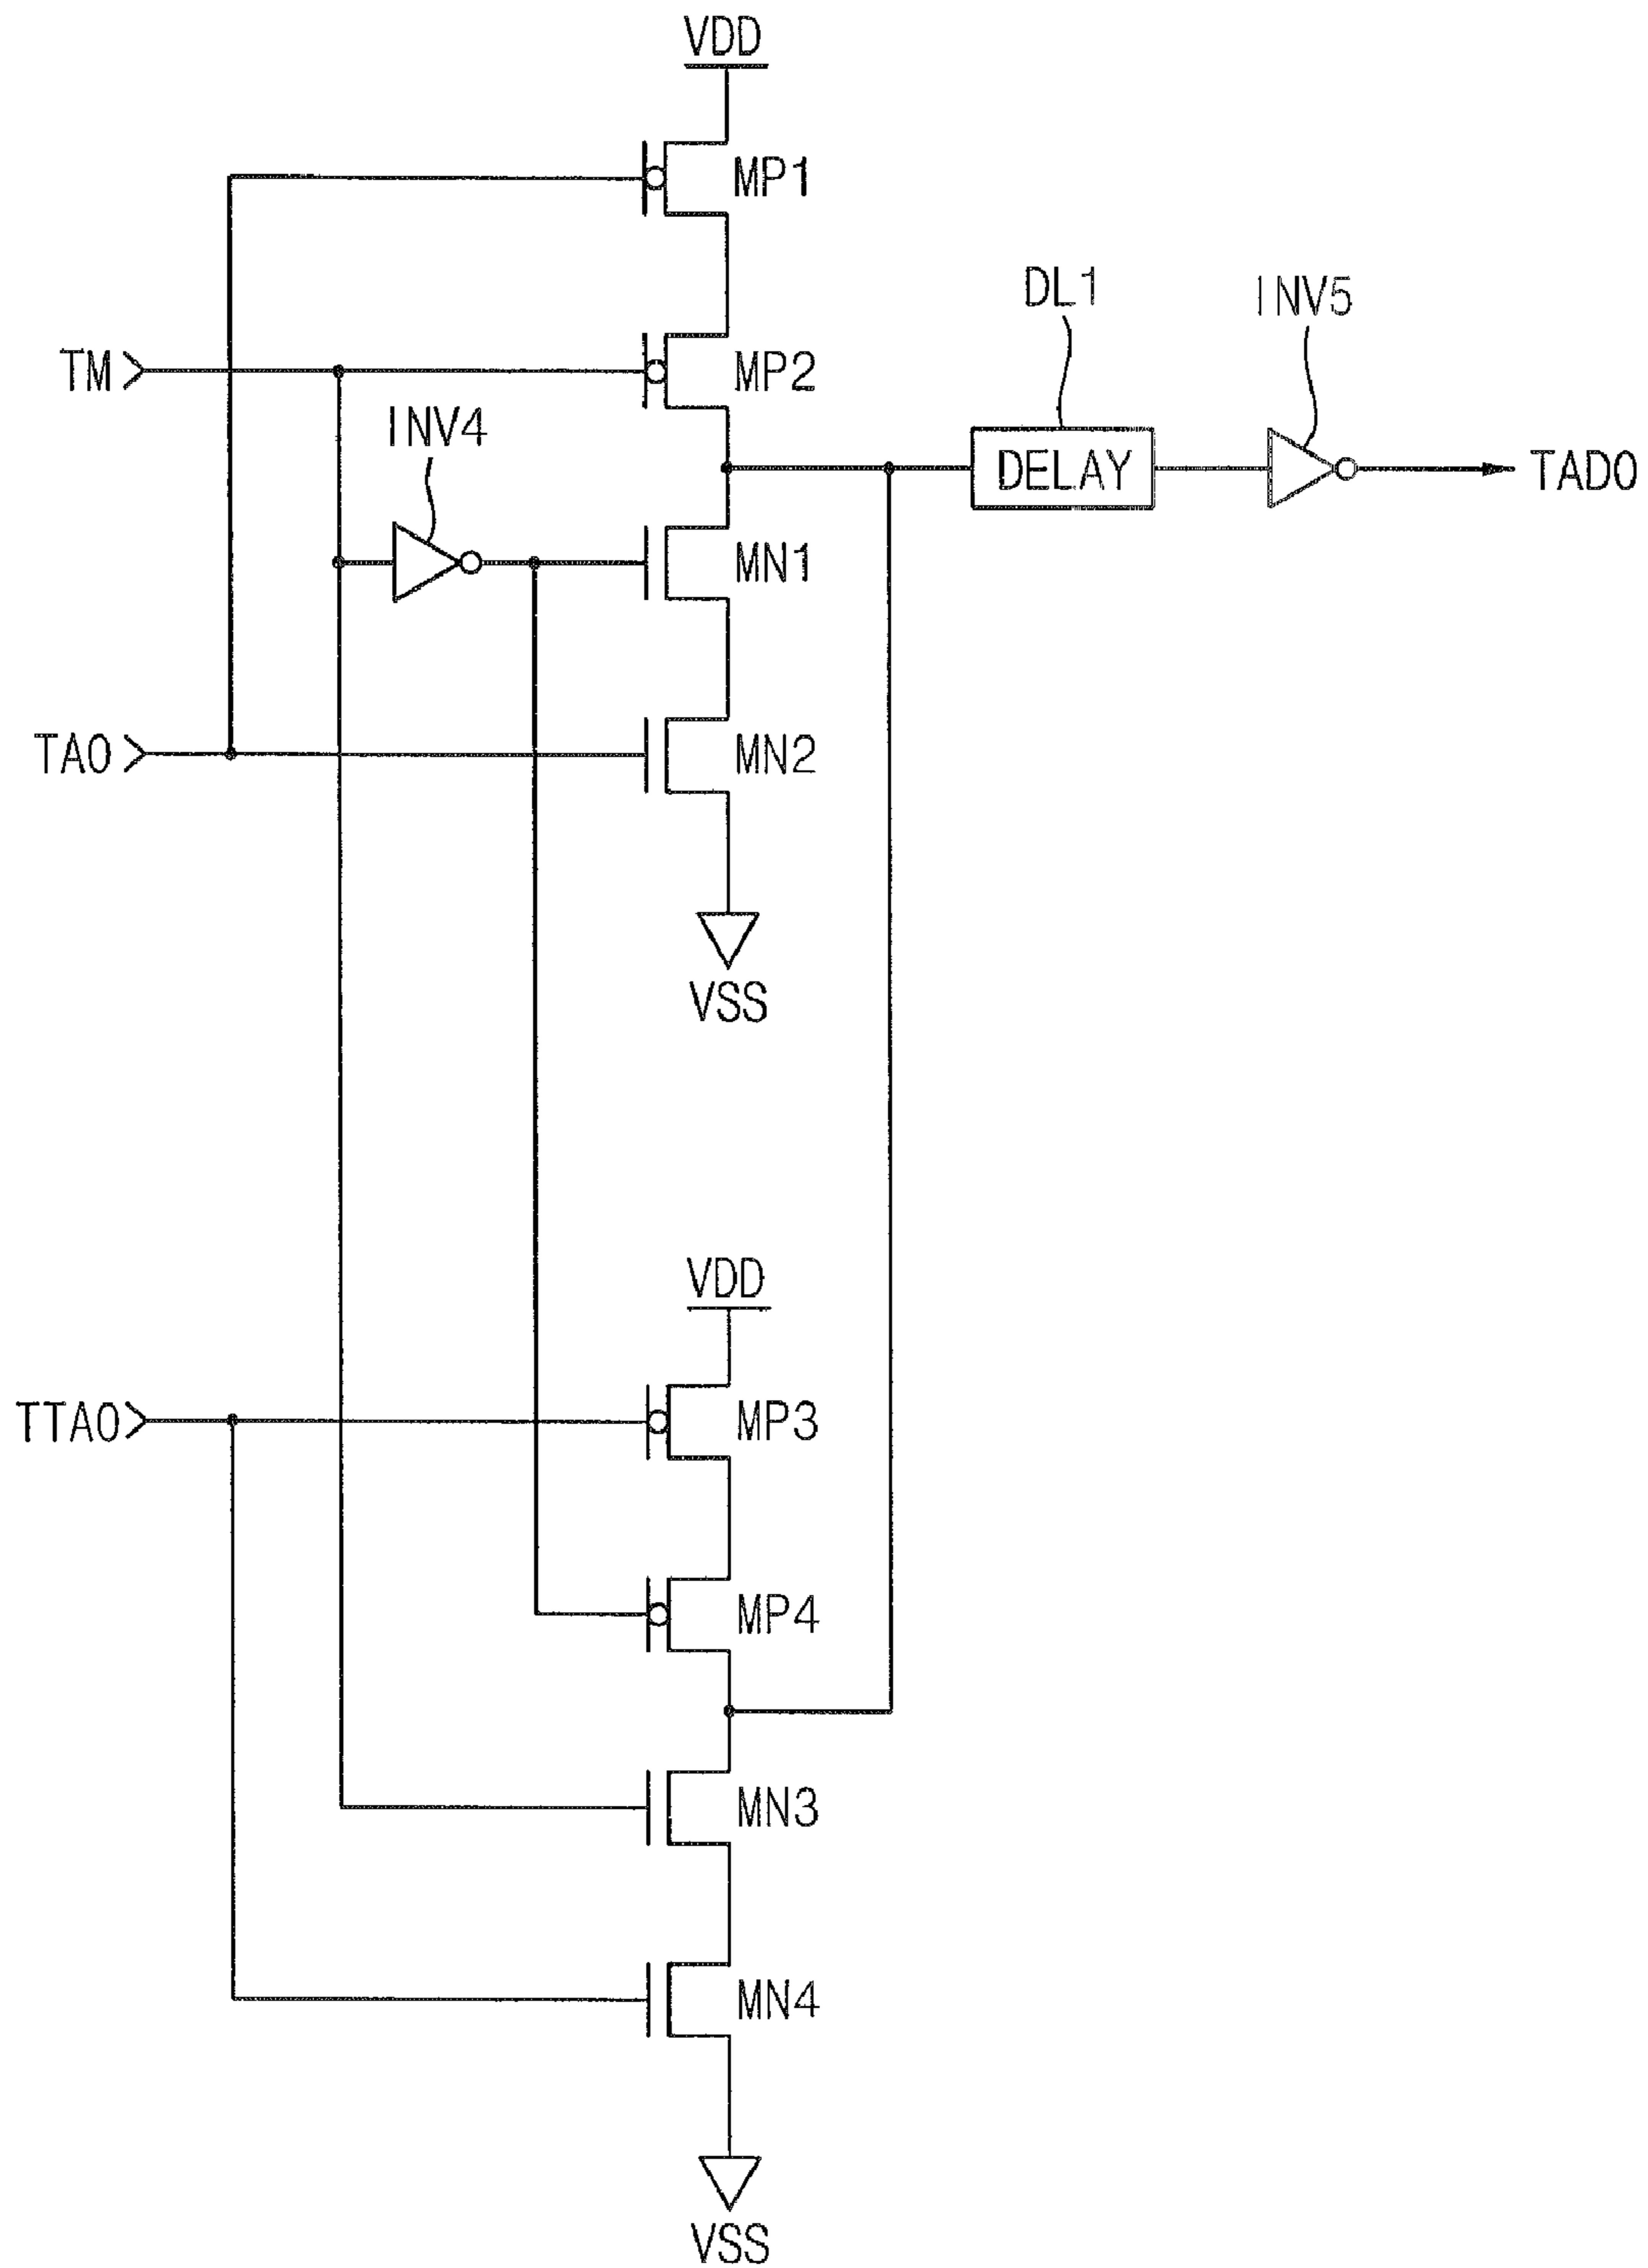 VDD
MP1
DL1
INV5
TM
MP2
INV4
DELAY
TAD0
MN1
TA0
MN2
VSS
VDD
TTA0
MP3
MP4
MN3
MN4
VSS